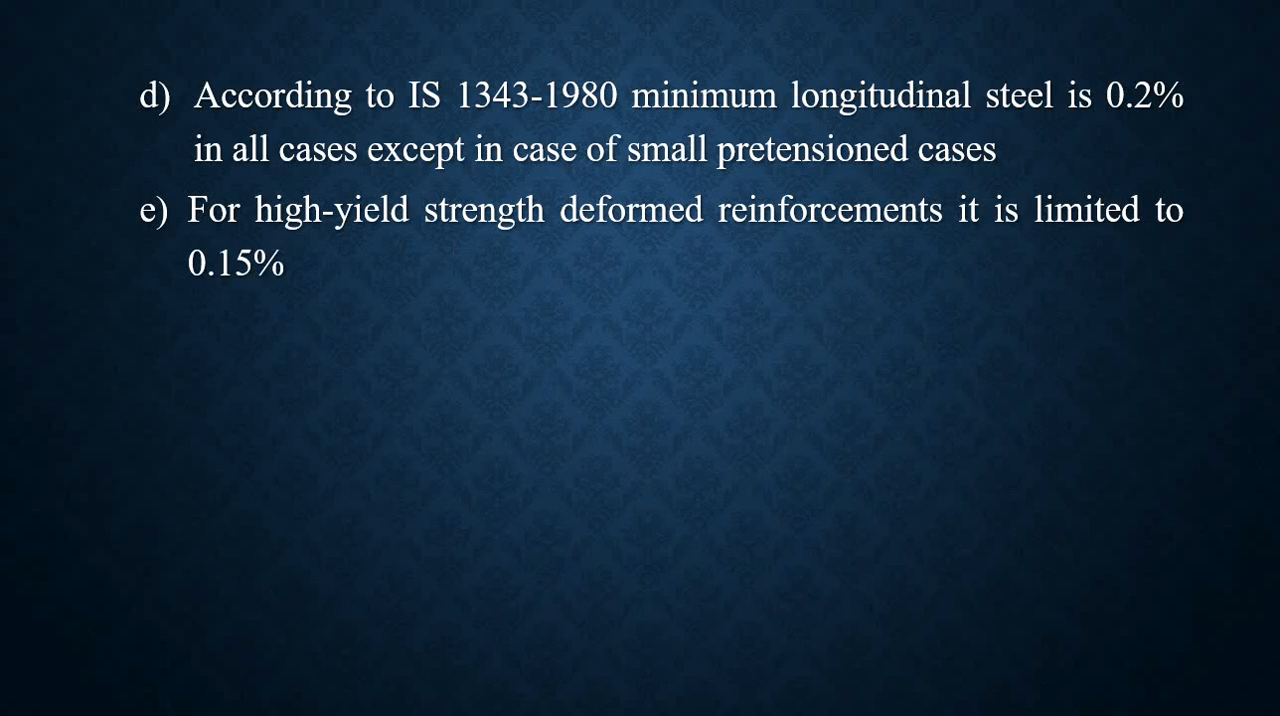 d) According to IS 1343-1980 minimum longitudinal steel is 0.2%
in all cases except in case of small pretensioned cases
e) For high-yield strength deformed reinforcements it is limited to
0.15%